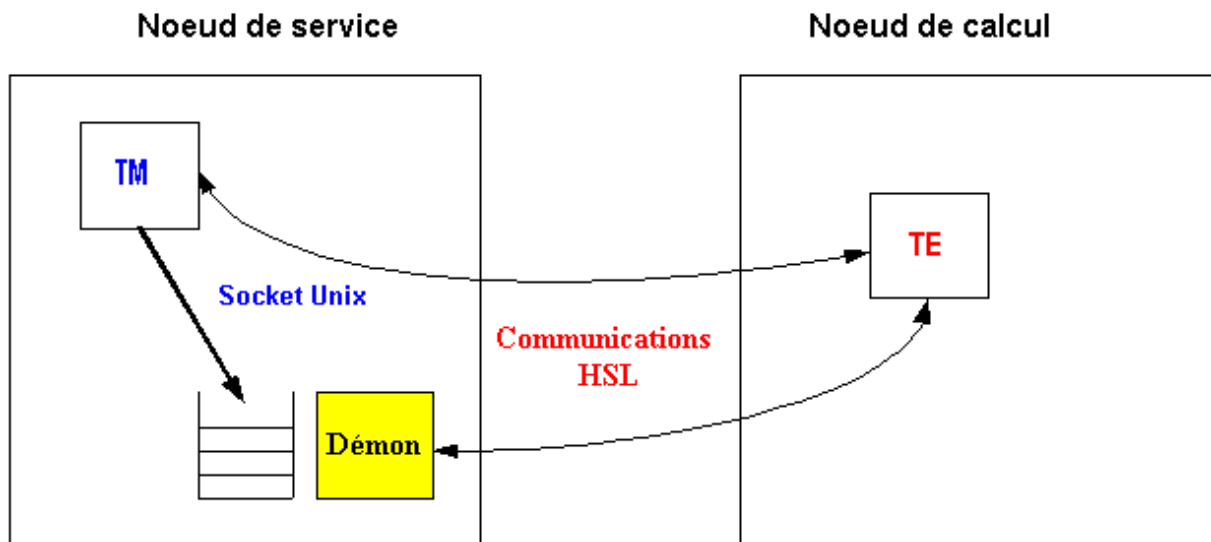 Noeud de service
Noeud de calcul
TM
TE
Socket Unix
Communications
HSL
Démon